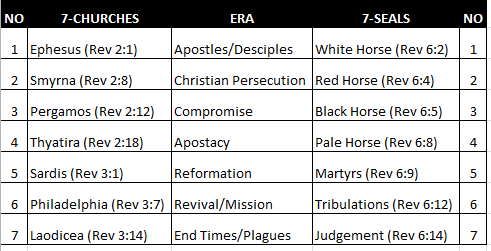 NO 7-CHURCHES ERA 7-SEALS NO
1 Ephesus (Rev 2:1) Apostles/Desciples White Horse (Rev 6:2) 1
2 Smyrna (Rev 2:8) Christian Persecution Red Horse (Rev 6:4) 2
3 Pergamos (Rev 2:12) Compromise Black Horse (Rev 6:5) 3
4 Thyatira (Rev 2:18) Apostacy Pale Horse (Rev 6:8) 4
5 Sardis (Rev 3:1) Reformation Martyrs (Rev 6:9) 5
6 Philadelphia (Rev 3:7) Revival/Mission Tribulations (Rev 6:12) 6
7 Laodicea (Rev 3:14) End Times/Plagues Judgement (Rev 6:14) 7